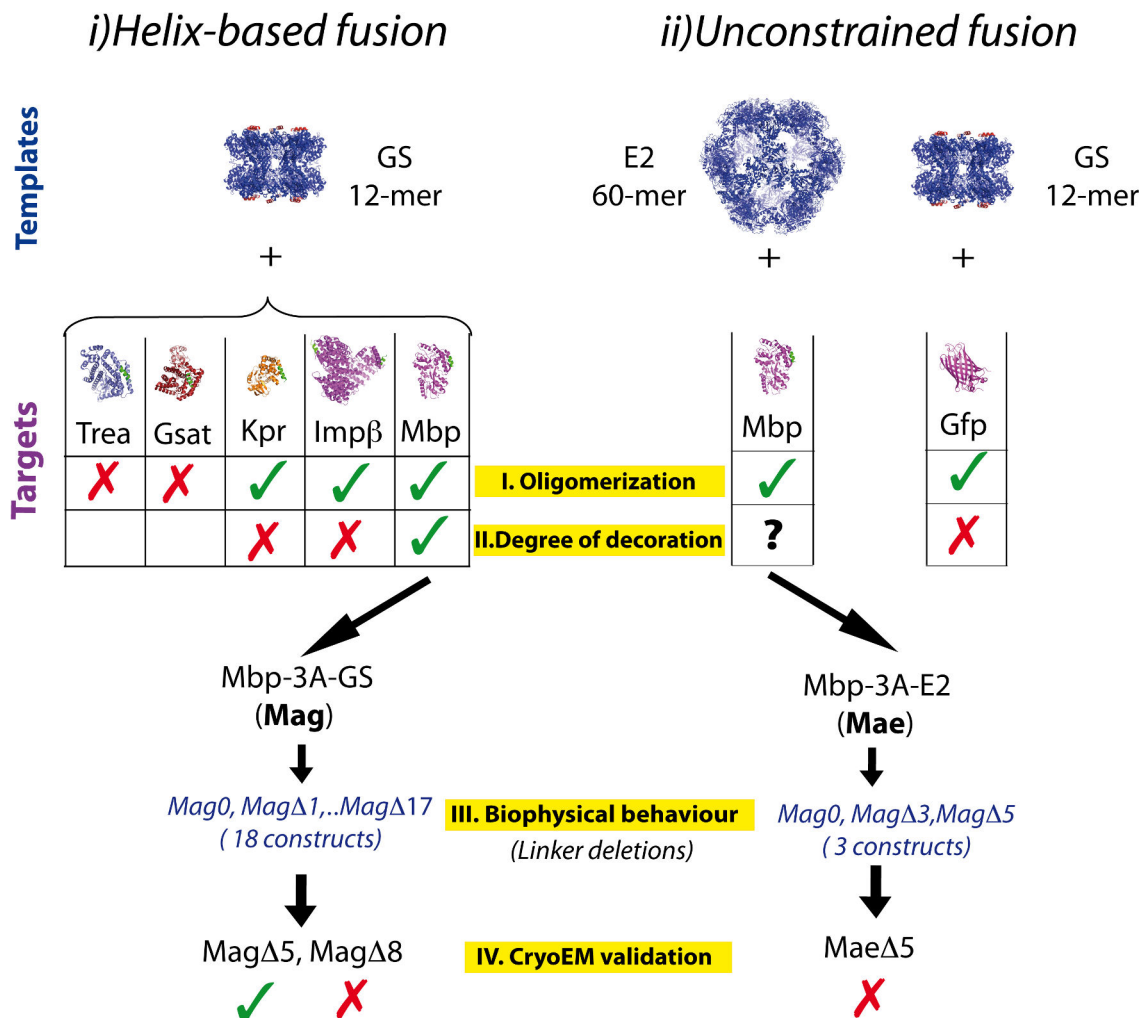 i)Helix-based fusion
ii)Unconstrained fusion
Templates
GS
12-mer
E2
60-mer
GS
12-mer
+
+
+
Targets
Trea Gsat Kpr Impβ Mbp
Mbp
Gfp
✗ ✗ ✓ ✓ ✓
I. Oligomerization
✓
✓
✗ ✗ ✓
II.Degree of decoration
?
✗
Mbp-3A-GS
(Mag)
Mbp-3A-E2
(Mae)
Mag0, MagΔ1,..MagΔ17
( 18 constructs)
III. Biophysical behaviour
(Linker deletions)
Mag0, MagΔ3,MagΔ5
( 3 constructs)
MagΔ5, MagΔ8
IV. CryoEM validation
MaeΔ5
✓ ✗
✗